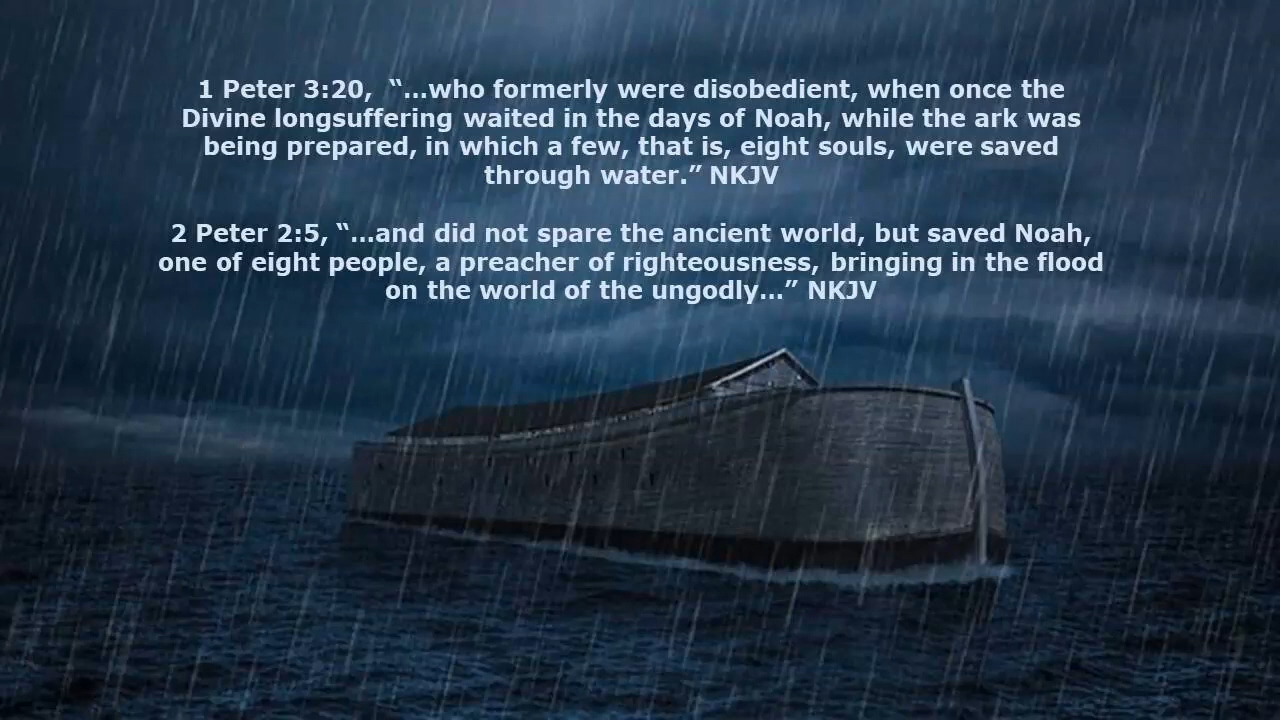 1 Peter 3:20,  “…who formerly were disobedient, when once the
Divine longsuffering waited in the days of Noah, while the ark was
being prepared, in which a few, that is, eight souls, were saved
through water.” NKJV
2 Peter 2:5, “…and did not spare the ancient world, but saved Noah,
one of eight people, a preacher of righteousness, bringing in the flood
on the world of the ungodly…” NKJV